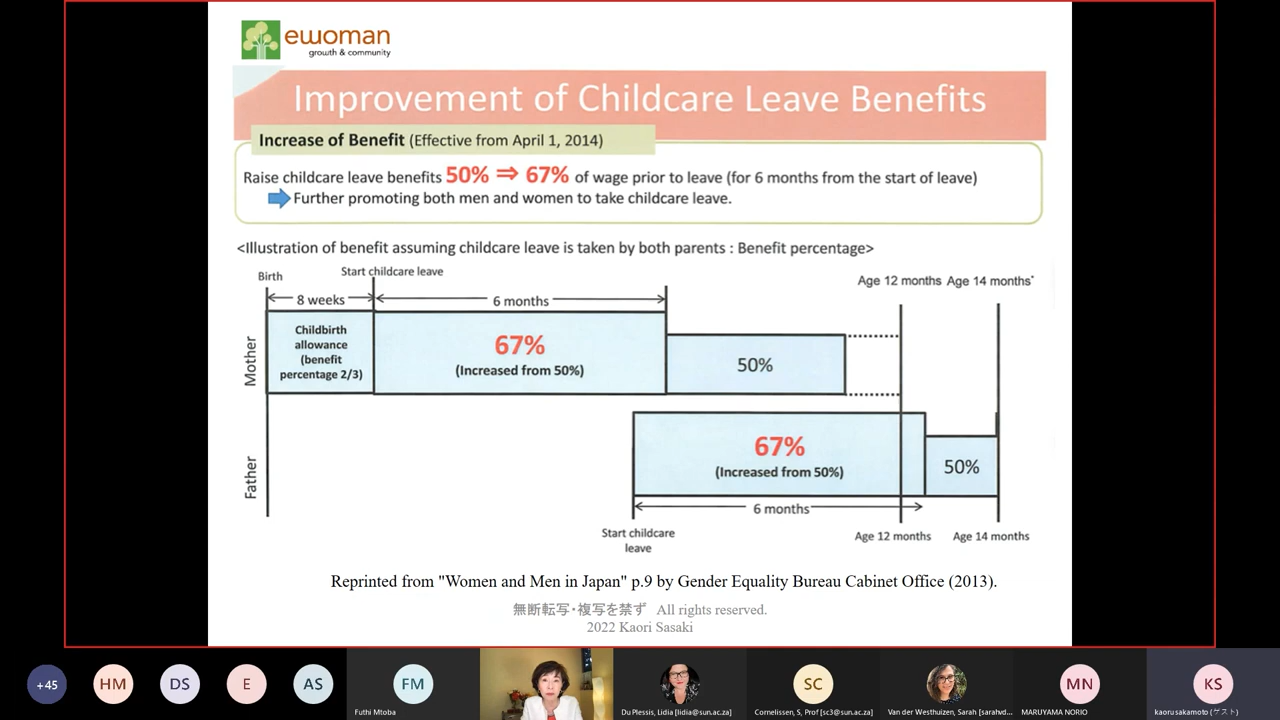 ewoman
growth & community
Improvement of Childcare Leave Benefits
Increase of Benefit (Effective from April 1, 2014)
Raise childcare leave benefits 50% ⇒ 67% of wage prior to leave (for 6 months from the start of leave)
Further promoting both men and women to take childcare leave.
<Illustration of benefit assuming childcare leave is taken by both parents : Benefit percentage>
Birth
Start childcare leave
Age 12 months Age 14 months*
8 weeks
6 months
Mother
Childbirth
allowance
(benefit
percentage 2/3)
67%
(Increased from 50%)
50%
Father
67%
(Increased from 50%)
50%
6 months
Start childcare
leave
Age 12 months
Age 14 months
Reprinted from "Women and Men in Japan" p.9 by Gender Equality Bureau Cabinet Office (2013).
無断転写・複写を禁ず All rights reserved.
2022 Kaori Sasaki
+45
HM
DS
E
AS
FM
Futhi Mtoba
Du Plessis, Lidia [lidia@sun.ac.za]
SC
Cornelissen, S, Prof [sc3@sun.ac.za]
Van der Westhuizen, Sarah [sarahvd...
MN
MARUYAMA NORIO
KS
kaoru sakamoto (ゲスト)